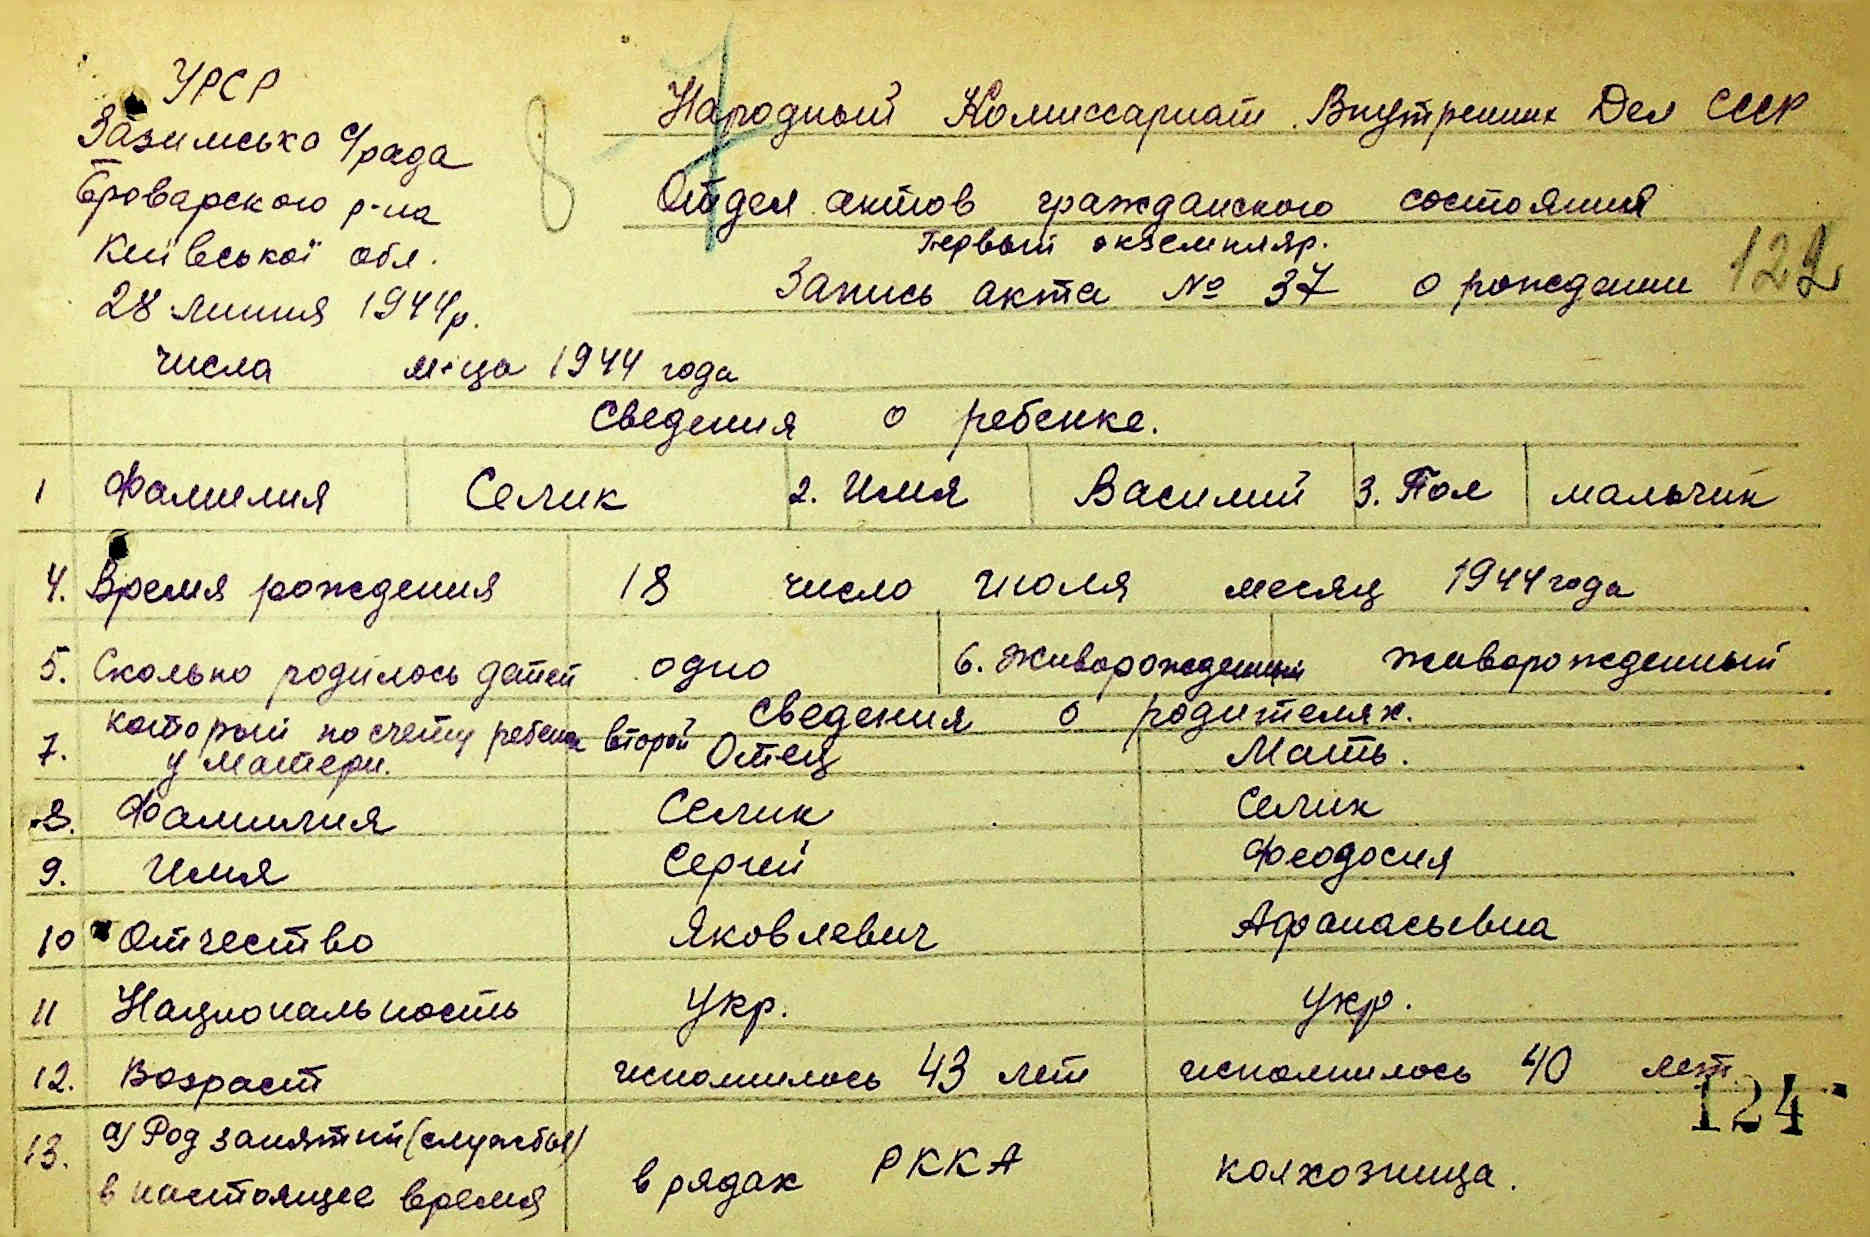 УРСР
Зазимська с/рада
Броварского р-на
Київської обл.
28 липня 1944р.
числа м-ца 1944 года
8
7
Народный Комиссариат Внутренних Дел СССР
Отдел актов гражданского состояния
Первый экземпляр.
Запись акта № 37 о рождении
122
Сведения о ребенке.
1 Фамилия Селик 2. Имя Василий 3. Пол мальчик
4. Время рождения 18 число июля месяц 1944 года
5. Сколько родилось детей одно 6. живорожденный живорожденный
Сведения о родителях.
7. который по счету ребенок у матери. второй Отец Мать.
8. Фамилия Селик Селик
9. Имя Сергей Феодосия
10 Отчество Яковлевич Афанасьевна
11 Национальность Укр. Укр.
12. Возраст исполнилось 43 лет исполнилось 40 лет
124
13. а) Род занятий (службы)
в настоящее время в рядах РККА колхозница.